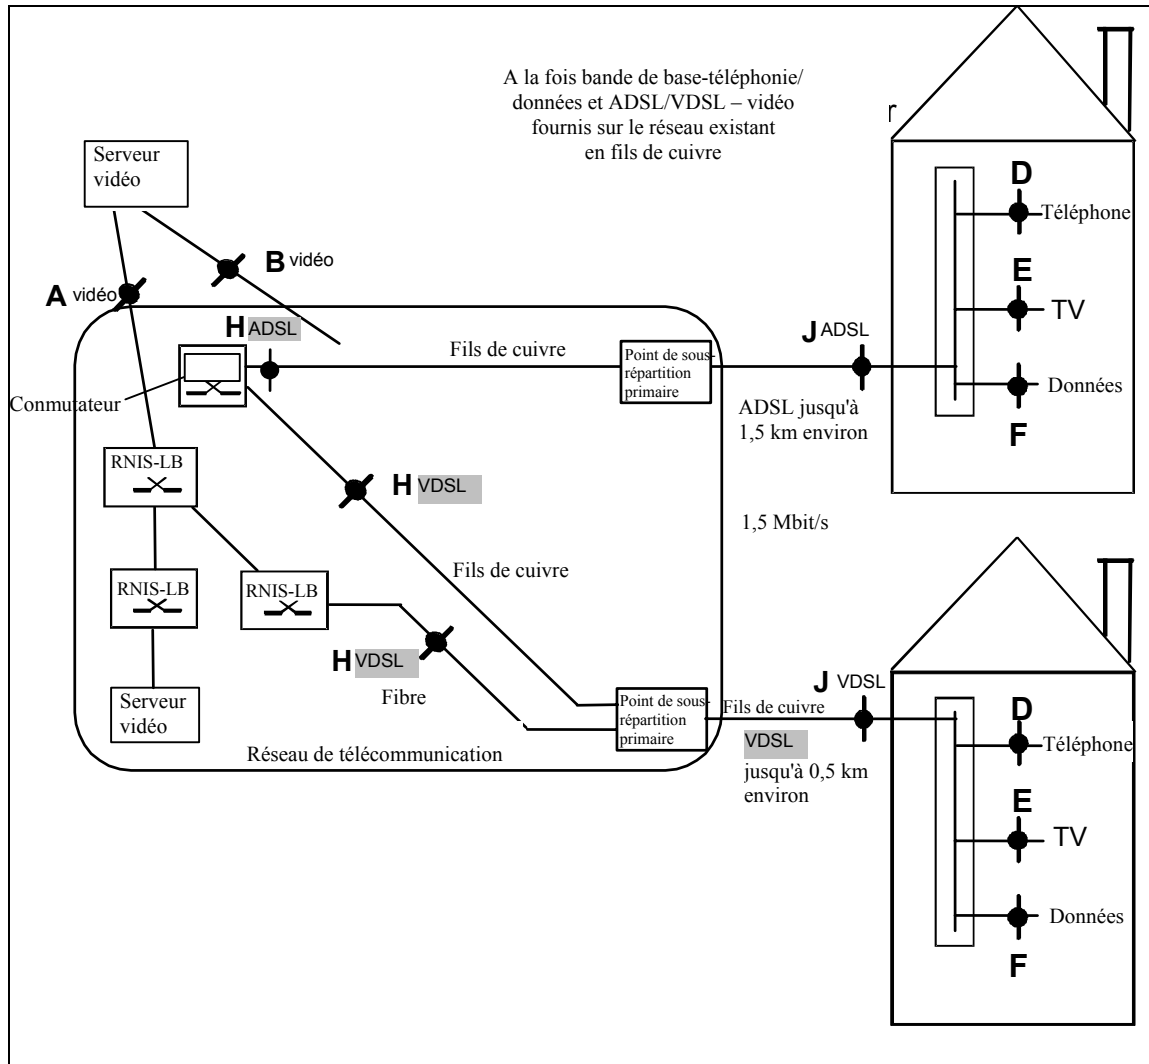 A la fois bande de base-téléphonie/
données et ADSL/VDSL – vidéo
fournis sur le réseau existant
en fils de cuivre
r
Serveur
vidéo
B vidéo
A vidéo
H ADSL
Fils de cuivre
Point de sous-
répartition
primaire
J ADSL
ADSL jusqu'à
1,5 km environ
D
Téléphone
E
TV
Données
F
Conmutateur
RNIS-LB
H VDSL
1,5 Mbit/s
Fils de cuivre
RNIS-LB
RNIS-LB
H VDSL
Fibre
Serveur
vidéo
Réseau de télécommunication
Point de sous-
répartition
primaire
Fils de cuivre
J VDSL
VDSL
jusqu'à 0,5 km
environ
D
Téléphone
E
TV
Données
F